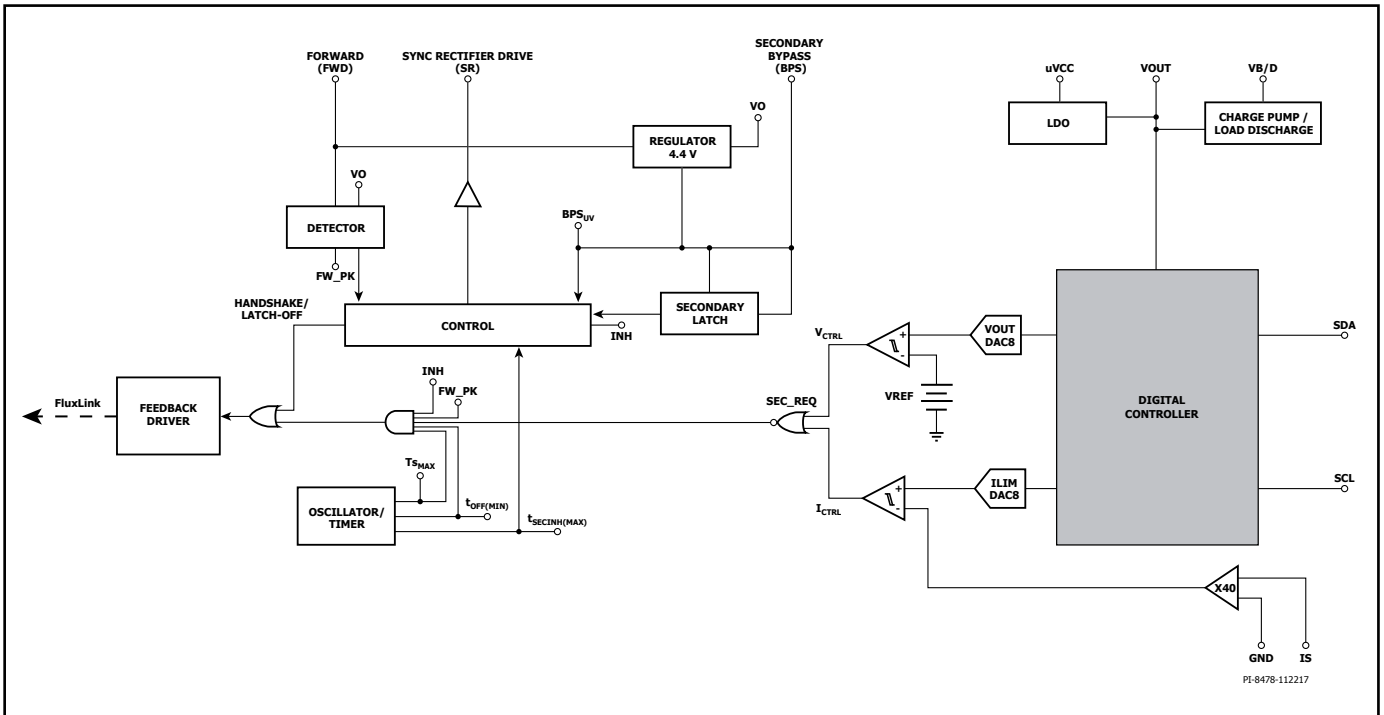 FORWARD
(FWD)
SYNC RECTIFIER DRIVE
(SR)
SECONDARY
BYPASS
(BPS)
uVCC
VOUT
VB/D
LDO
CHARGE PUMP /
LOAD DISCHARGE
VO
REGULATOR
4.4 V
VO
DETECTOR
FW_PK
BPSUV
HANDSHAKE/
LATCH-OFF
CONTROL
INH
SECONDARY
LATCH
VCTRL
+
-
VOUT
DAC8
VREF
SDA
DIGITAL
CONTROLLER
INH
FW_PK
SEC_REQ
FluxLink
FEEDBACK
DRIVER
TsMAX
OSCILLATOR/
TIMER
tOFF(MIN)
tSECINH(MAX)
ICTRL
+
-
ILIM
DAC8
SCL
X40
GND
IS
PI-8478-112217